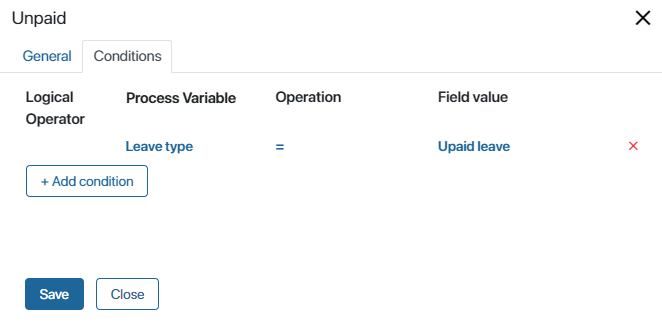 Unpaid
General Conditions
Logical Operator Process Variable Operation Field value
Leave type = Upaid leave
+ Add condition
Save Close